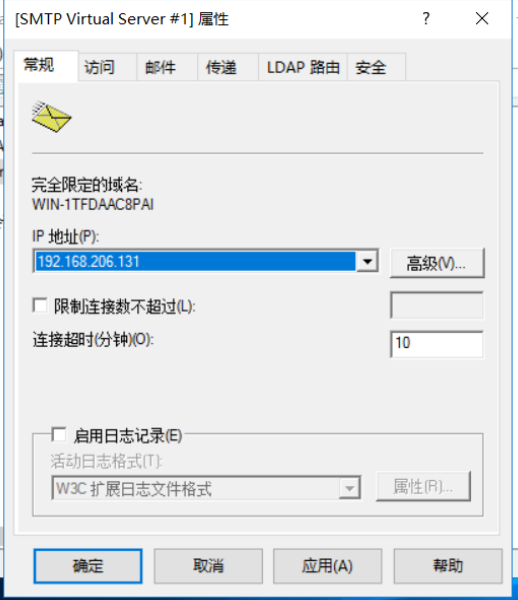 [SMTP Virtual Server #1] 属性
常规 访问 邮件 传递 LDAP 路由 安全
完全限定的域名:
WIN-1TFDAAC8PAI
IP 地址(P):
192.168.206.131 高级(V)...
限制连接数不超过(L):
连接超时(分钟)(O): 10
启用日志记录(E)
活动日志格式(T):
W3C 扩展日志文件格式 属性(R)...
确定 取消 应用(A) 帮助